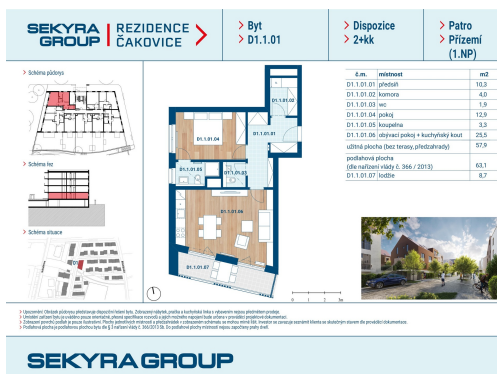 SEKYRA GROUP | REZIDENCE ČAKOVICE
> Byt
> D1.1.01
> Dispozice
> 2+kk
> Patro
> Přízemí
(1.NP)
> Schéma půdorys
> Schéma řez
> Schéma situace
D1.1.01.02
D1.1.01.01
D1.1.01.04
D1.1.01.05
D1.1.01.03
D1.1.01.06
D1.1.01.07
č.m. místnost m2
D1.1.01.01 předsíň 10,3
D1.1.01.02 komora 4,0
D1.1.01.03 wc 1,9
D1.1.01.04 pokoj 12,9
D1.1.01.05 koupelna 3,3
D1.1.01.06 obývací pokoj + kuchyňský kout 25,5
užitná plocha (bez terasy, předzahrady) 57,9
podlahová plocha
(dle nařízení vlády č. 366 / 2013) 63,1
D1.1.01.07 lodžie 8,7
0 1 2 3m
SEKYRA GROUP